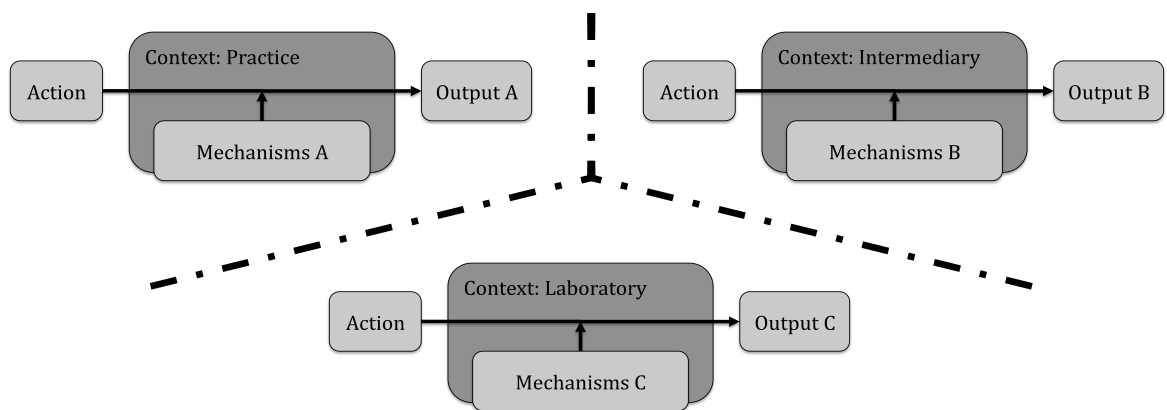 Context: Practice
Action
Output A
Mechanisms A
Context: Intermediary
Action
Output B
Mechanisms B
Context: Laboratory
Action
Output C
Mechanisms C